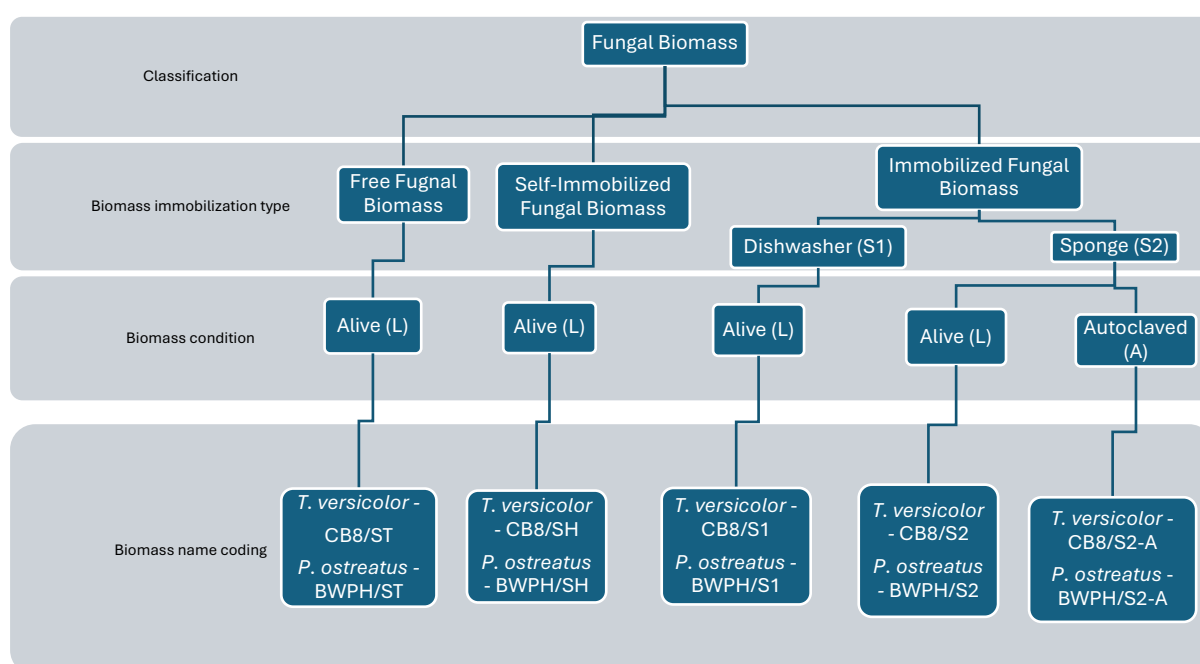 Fungal Biomass
Classification
Free Fugnal
Biomass
Self-Immobilized
Fungal Biomass
Immobilized Fungal
Biomass
Biomass immobilization type
Dishwasher (S1)
Sponge (S2)
Biomass condition
Alive (L)
Alive (L)
Alive (L)
Alive (L)
Autoclaved
(A)
Biomass name coding
T. versicolor -
CB8/ST
P. ostreatus -
BWPH/ST
T. versicolor
- CB8/SH
P. ostreatus
- BWPH/SH
T. versicolor -
CB8/S1
P. ostreatus -
BWPH/S1
T. versicolor
- CB8/S2
P. ostreatus
- BWPH/S2
T. versicolor -
CB8/S2-A
P. ostreatus -
BWPH/S2-A